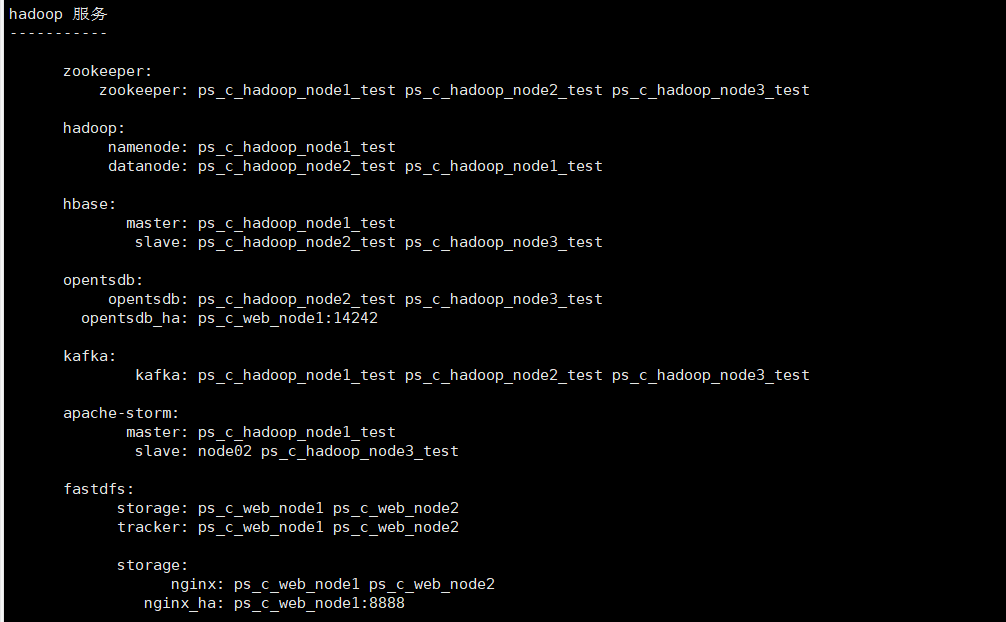 hadoop 服务
-----------
zookeeper:
zookeeper: ps_c_hadoop_node1_test ps_c_hadoop_node2_test ps_c_hadoop_node3_test
hadoop:
namenode: ps_c_hadoop_node1_test
datanode: ps_c_hadoop_node2_test ps_c_hadoop_node1_test
hbase:
master: ps_c_hadoop_node1_test
slave: ps_c_hadoop_node2_test ps_c_hadoop_node3_test
opentsdb:
opentsdb: ps_c_hadoop_node2_test ps_c_hadoop_node3_test
opentsdb_ha: ps_c_web_node1:14242
kafka:
kafka: ps_c_hadoop_node1_test ps_c_hadoop_node2_test ps_c_hadoop_node3_test
apache-storm:
master: ps_c_hadoop_node1_test
slave: node02 ps_c_hadoop_node3_test
fastdfs:
storage: ps_c_web_node1 ps_c_web_node2
tracker: ps_c_web_node1 ps_c_web_node2
storage:
nginx: ps_c_web_node1 ps_c_web_node2
nginx_ha: ps_c_web_node1:8888